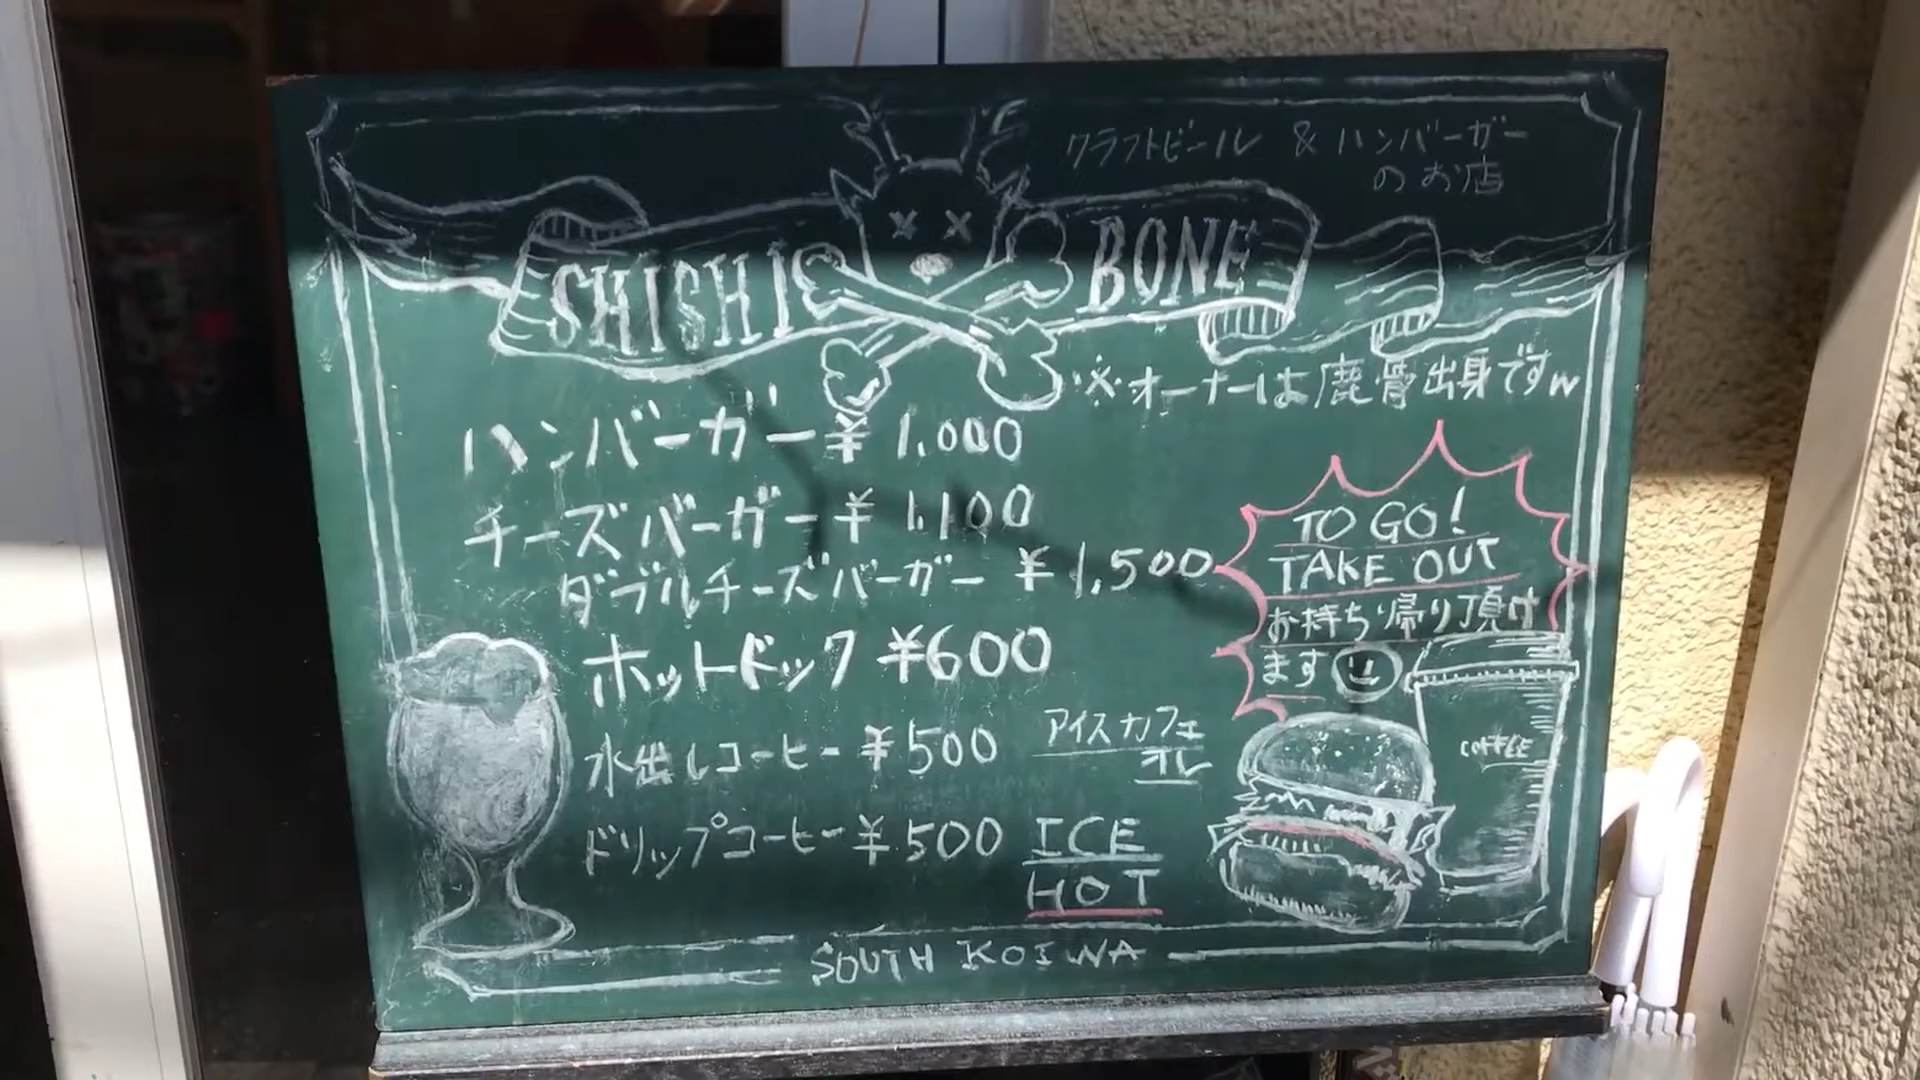 クラフトビール & ハンバーガー
のお店
SHISHI BONE
※オーナーは鹿骨出身ですw
ハンバーガー ¥1,000
チーズバーガー ¥1,100
ダブルチーズバーガー ¥1,500
ホットドック ¥600
水出しコーヒー ¥500 アイスカフェ
オレ
ドリップコーヒー ¥500 ICE
HOT
TO GO!
TAKE OUT
お持ち帰り頂け
ます
COFFEE
SOUTH KOIWA